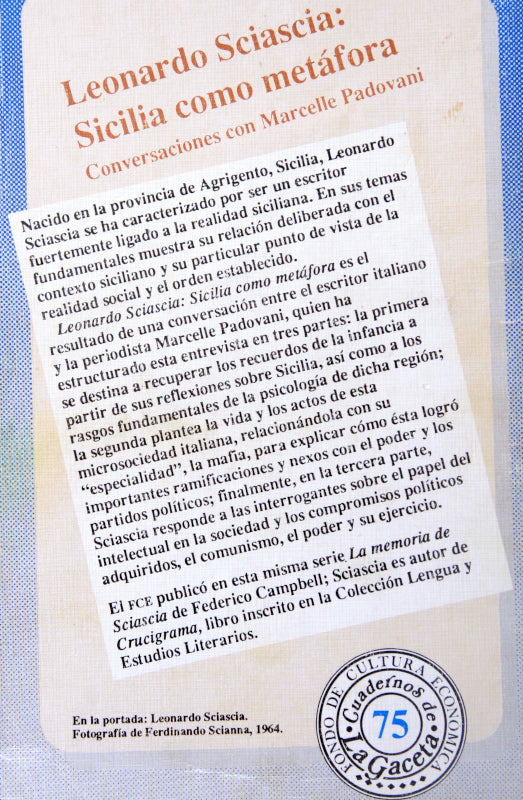 Leonardo Sciascia:
Sicilia como metáfora
Conversaciones con Marcelle Padovani
Nacido en la provincia de Agrigento, Sicilia, Leonardo
Sciascia se ha caracterizado por ser un escritor
fuertemente ligado a la realidad siciliana. En sus temas
fundamentales muestra su relación deliberada con el
contexto siciliano y su particular punto de vista de la
realidad social y el orden establecido.
Leonardo Sciascia: Sicilia como metáfora es el
resultado de una conversación entre el escritor italiano
y la periodista Marcelle Padovani, quien ha
estructurado esta entrevista en tres partes: la primera
se destina a recuperar los recuerdos de la infancia a
partir de sus reflexiones sobre Sicilia, así como a los
rasgos fundamentales de la psicología de dicha región;
la segunda plantea la vida y los actos de esta
microsociedad italiana, relacionándola con su
“especialidad”, la mafia, para explicar cómo ésta logró
importantes ramificaciones y nexos con el poder y los
partidos políticos; finalmente, en la tercera parte,
Sciascia responde a las interrogantes sobre el papel del
intelectual en la sociedad y los compromisos políticos
adquiridos, el comunismo, el poder y su ejercicio.
El FCE publicó en esta misma serie La memoria de
Sciascia de Federico Campbell; Sciascia es autor de
Crucigrama, libro inscrito en la Colección Lengua y
Estudios Literarios.
En la portada: Leonardo Sciascia.
Fotografía de Ferdinando Scianna, 1964.
FONDO DE CULTURA ECONOMICA
Cuadernos de
75
La Gaceta